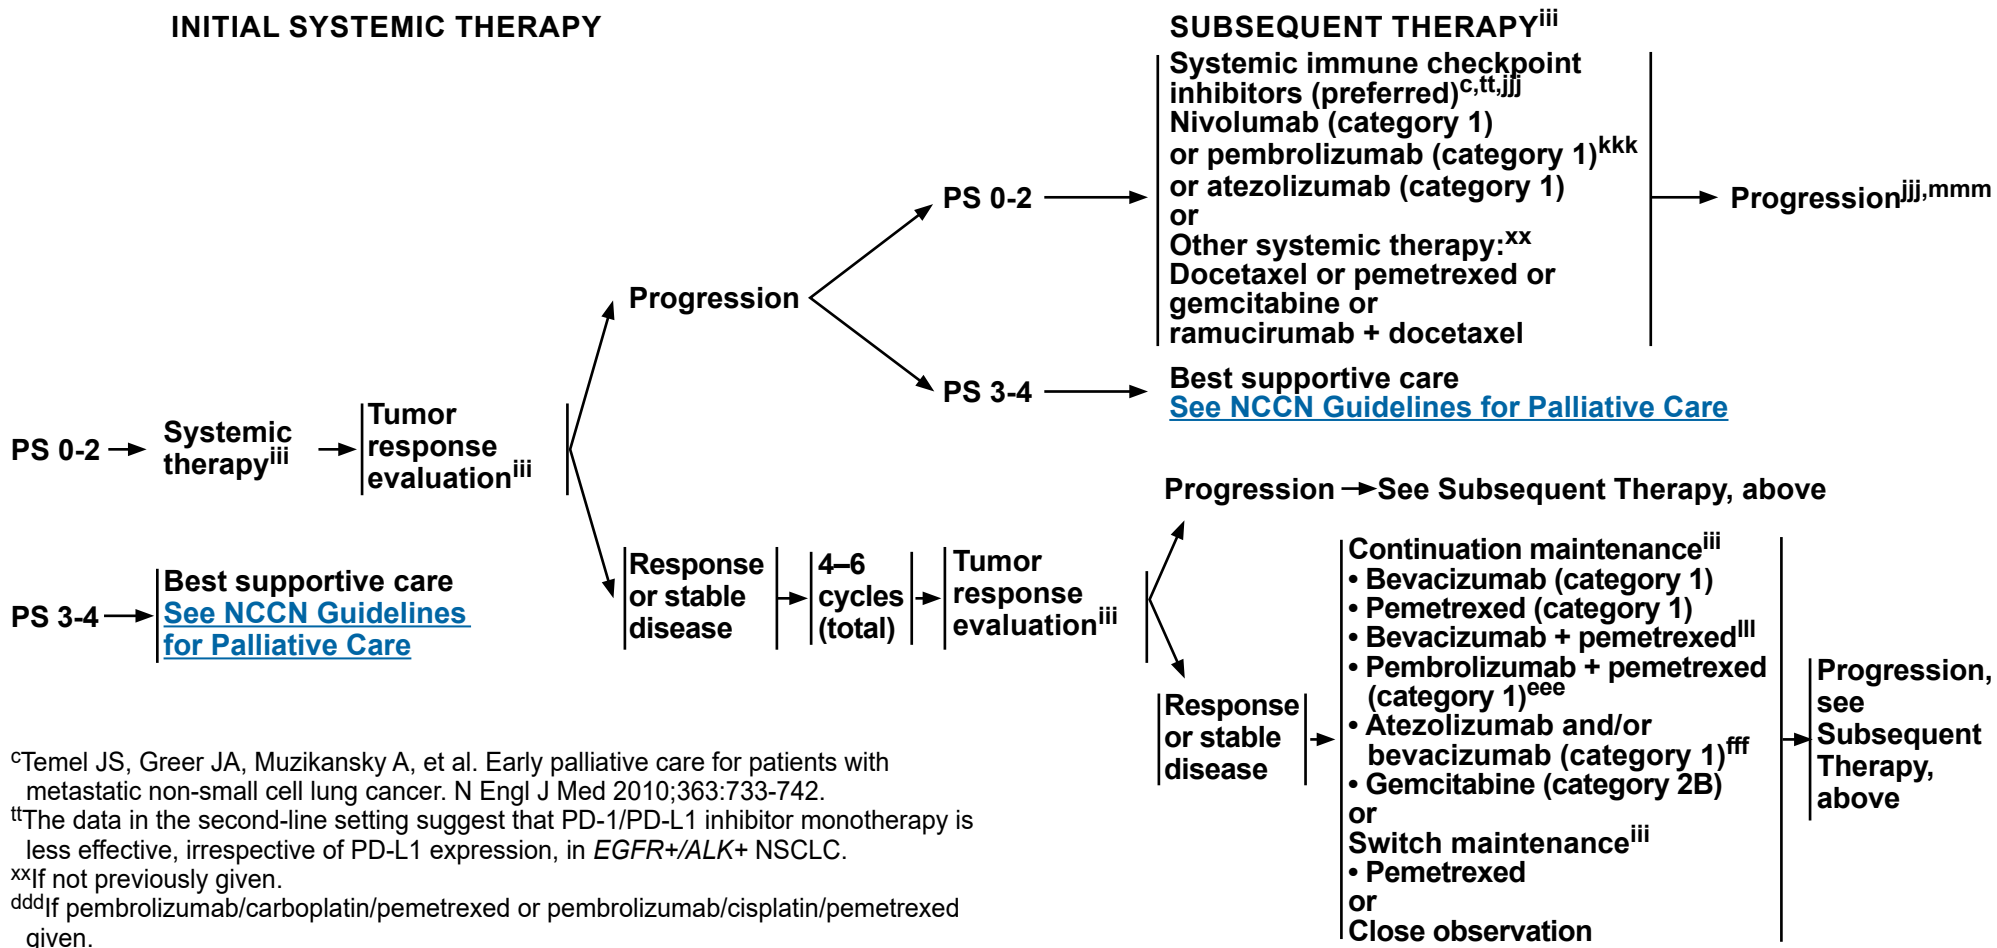 INITIAL SYSTEMIC THERAPY
SUBSEQUENT THERAPYiii
Systemic immune checkpoint
inhibitors (preferred)c,tt,jjj
Nivolumab (category 1)
or pembrolizumab (category 1)kkk
or atezolizumab (category 1)
or
Other systemic therapy:xx
Docetaxel or pemetrexed or
gemcitabine or
ramucirumab + docetaxel
PS 0-2
Progressionjjj,mmm
Progression
PS 3-4
Best supportive care
See NCCN Guidelines for Palliative Care
PS 0-2
Systemic
therapyiii
Tumor
response
evaluationiii
Progression
See Subsequent Therapy, above
PS 3-4
Best supportive care
See NCCN Guidelines
for Palliative Care
Response
or stable
disease
4–6
cycles
(total)
Tumor
response
evaluationiii
Response
or stable
disease
Continuation maintenanceiii
• Bevacizumab (category 1)
• Pemetrexed (category 1)
• Bevacizumab + pemetrexedlll
• Pembrolizumab + pemetrexed
(category 1)eee
• Atezolizumab and/or
bevacizumab (category 1)fff
• Gemcitabine (category 2B)
or
Switch maintenanceiii
• Pemetrexed
or
Close observation
Progression,
see
Subsequent
Therapy,
above
cTemel JS, Greer JA, Muzikansky A, et al. Early palliative care for patients with
metastatic non-small cell lung cancer. N Engl J Med 2010;363:733-742.
ttThe data in the second-line setting suggest that PD-1/PD-L1 inhibitor monotherapy is
less effective, irrespective of PD-L1 expression, in EGFR+/ALK+ NSCLC.
xxIf not previously given.
dddIf pembrolizumab/carboplatin/pemetrexed or pembrolizumab/cisplatin/pemetrexed
given.